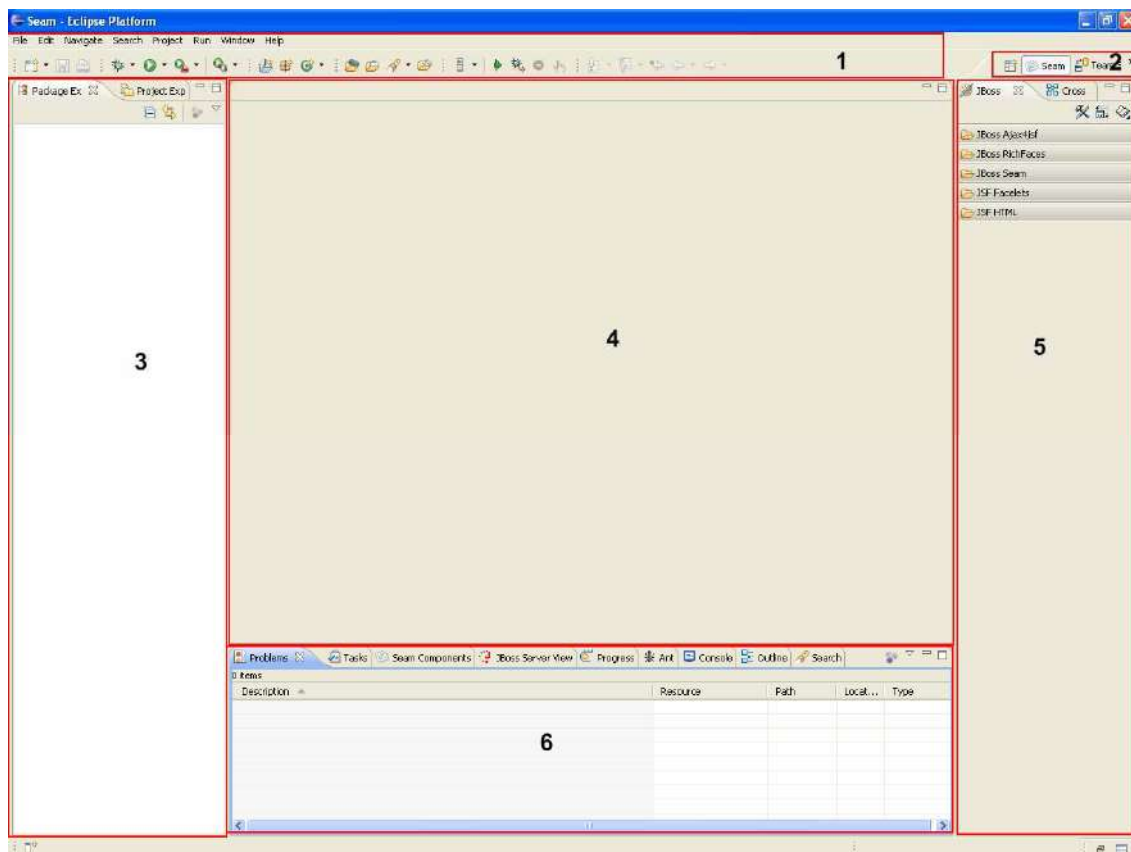 Seam - Eclipse Platform
File Edit Navigate Search Project Run Window Help
1
Seam Team 2
Package Ex Project Exp
JBoss Cross
JBoss Ajax4jsf
JBoss RichFaces
JBoss Seam
JSF Facelets
JSF HTML
3
4
5
Problems Tasks Seam Components JBoss Server View Progress Ant Console Outline Search
0 items
Description Resource Path Locat... Type
6